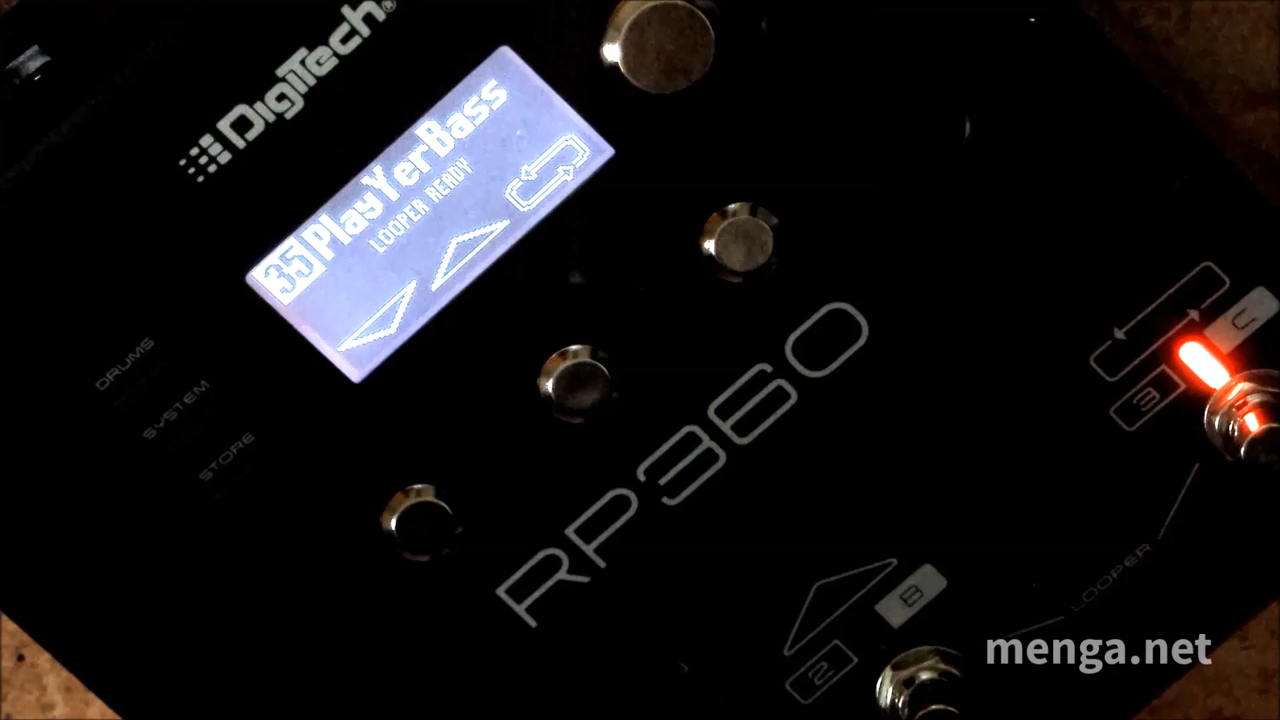 DigiTech®
35 PlayYerBass
LOOPER READY
DRUMS
SYSTEM
STORE
RP360
C
3
LOOPER
B
2
menga.net